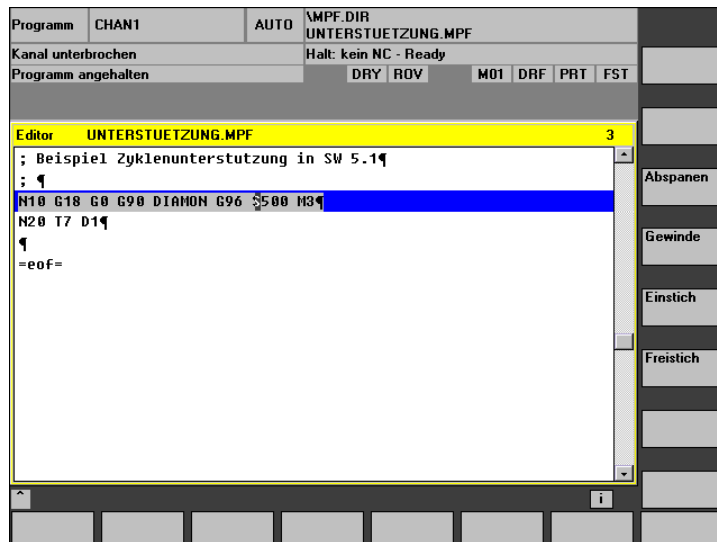 Programm CHAN1 AUTO \MPF.DIR
UNTERSTUETZUNG.MPF
Kanal unterbrochen Halt: kein NC - Ready
Programm angehalten DRY ROV M01 DRF PRT FST
Editor UNTERSTUETZUNG.MPF 3
; Beispiel Zyklenunterstutzung in SW 5.1¶
; ¶
N10 G18 G0 G90 DIAMON G96 S500 M3¶
N20 T7 D1¶
¶
=eof=
Abspanen
Gewinde
Einstich
Freistich
^ i